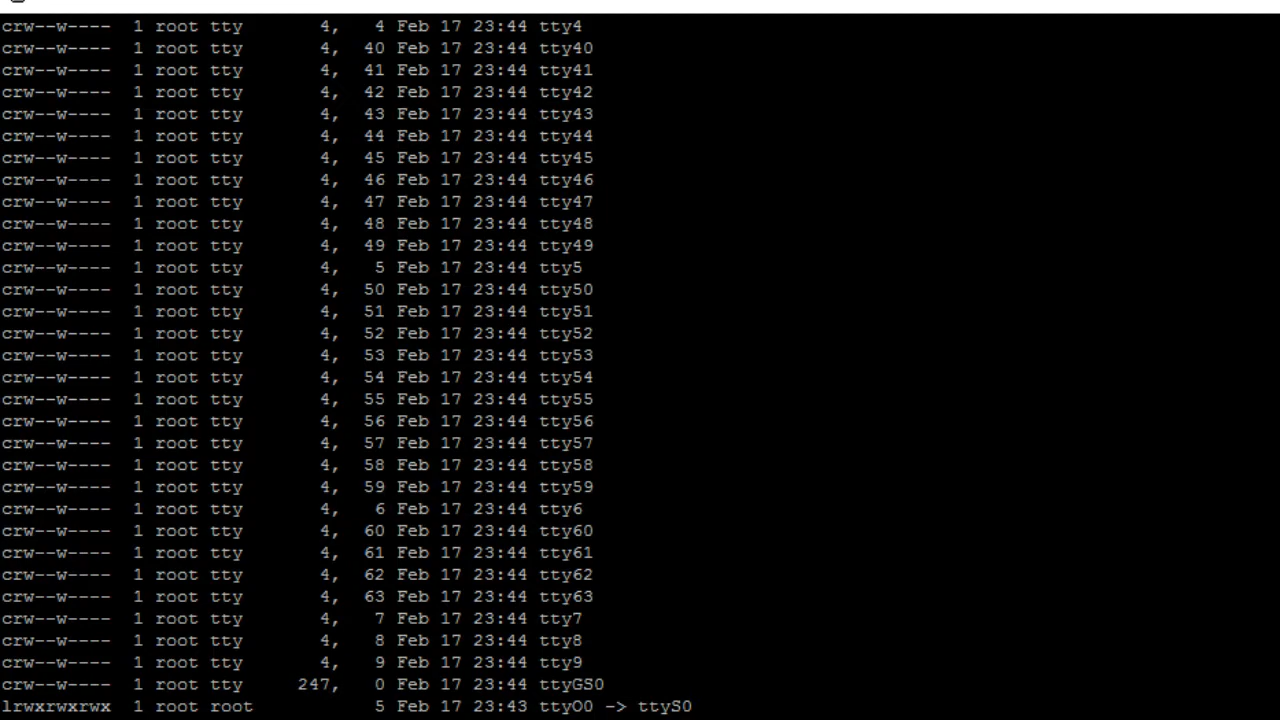 crw--w----  1 root tty       4,   4 Feb 17 23:44 tty4
crw--w----  1 root tty       4,  40 Feb 17 23:44 tty40
crw--w----  1 root tty       4,  41 Feb 17 23:44 tty41
crw--w----  1 root tty       4,  42 Feb 17 23:44 tty42
crw--w----  1 root tty       4,  43 Feb 17 23:44 tty43
crw--w----  1 root tty       4,  44 Feb 17 23:44 tty44
crw--w----  1 root tty       4,  45 Feb 17 23:44 tty45
crw--w----  1 root tty       4,  46 Feb 17 23:44 tty46
crw--w----  1 root tty       4,  47 Feb 17 23:44 tty47
crw--w----  1 root tty       4,  48 Feb 17 23:44 tty48
crw--w----  1 root tty       4,  49 Feb 17 23:44 tty49
crw--w----  1 root tty       4,   5 Feb 17 23:44 tty5
crw--w----  1 root tty       4,  50 Feb 17 23:44 tty50
crw--w----  1 root tty       4,  51 Feb 17 23:44 tty51
crw--w----  1 root tty       4,  52 Feb 17 23:44 tty52
crw--w----  1 root tty       4,  53 Feb 17 23:44 tty53
crw--w----  1 root tty       4,  54 Feb 17 23:44 tty54
crw--w----  1 root tty       4,  55 Feb 17 23:44 tty55
crw--w----  1 root tty       4,  56 Feb 17 23:44 tty56
crw--w----  1 root tty       4,  57 Feb 17 23:44 tty57
crw--w----  1 root tty       4,  58 Feb 17 23:44 tty58
crw--w----  1 root tty       4,  59 Feb 17 23:44 tty59
crw--w----  1 root tty       4,   6 Feb 17 23:44 tty6
crw--w----  1 root tty       4,  60 Feb 17 23:44 tty60
crw--w----  1 root tty       4,  61 Feb 17 23:44 tty61
crw--w----  1 root tty       4,  62 Feb 17 23:44 tty62
crw--w----  1 root tty       4,  63 Feb 17 23:44 tty63
crw--w----  1 root tty       4,   7 Feb 17 23:44 tty7
crw--w----  1 root tty       4,   8 Feb 17 23:44 tty8
crw--w----  1 root tty       4,   9 Feb 17 23:44 tty9
crw--w----  1 root tty     247,   0 Feb 17 23:44 ttyGS0
lrwxrwxrwx  1 root root           5 Feb 17 23:43 ttyO0 -> ttyS0